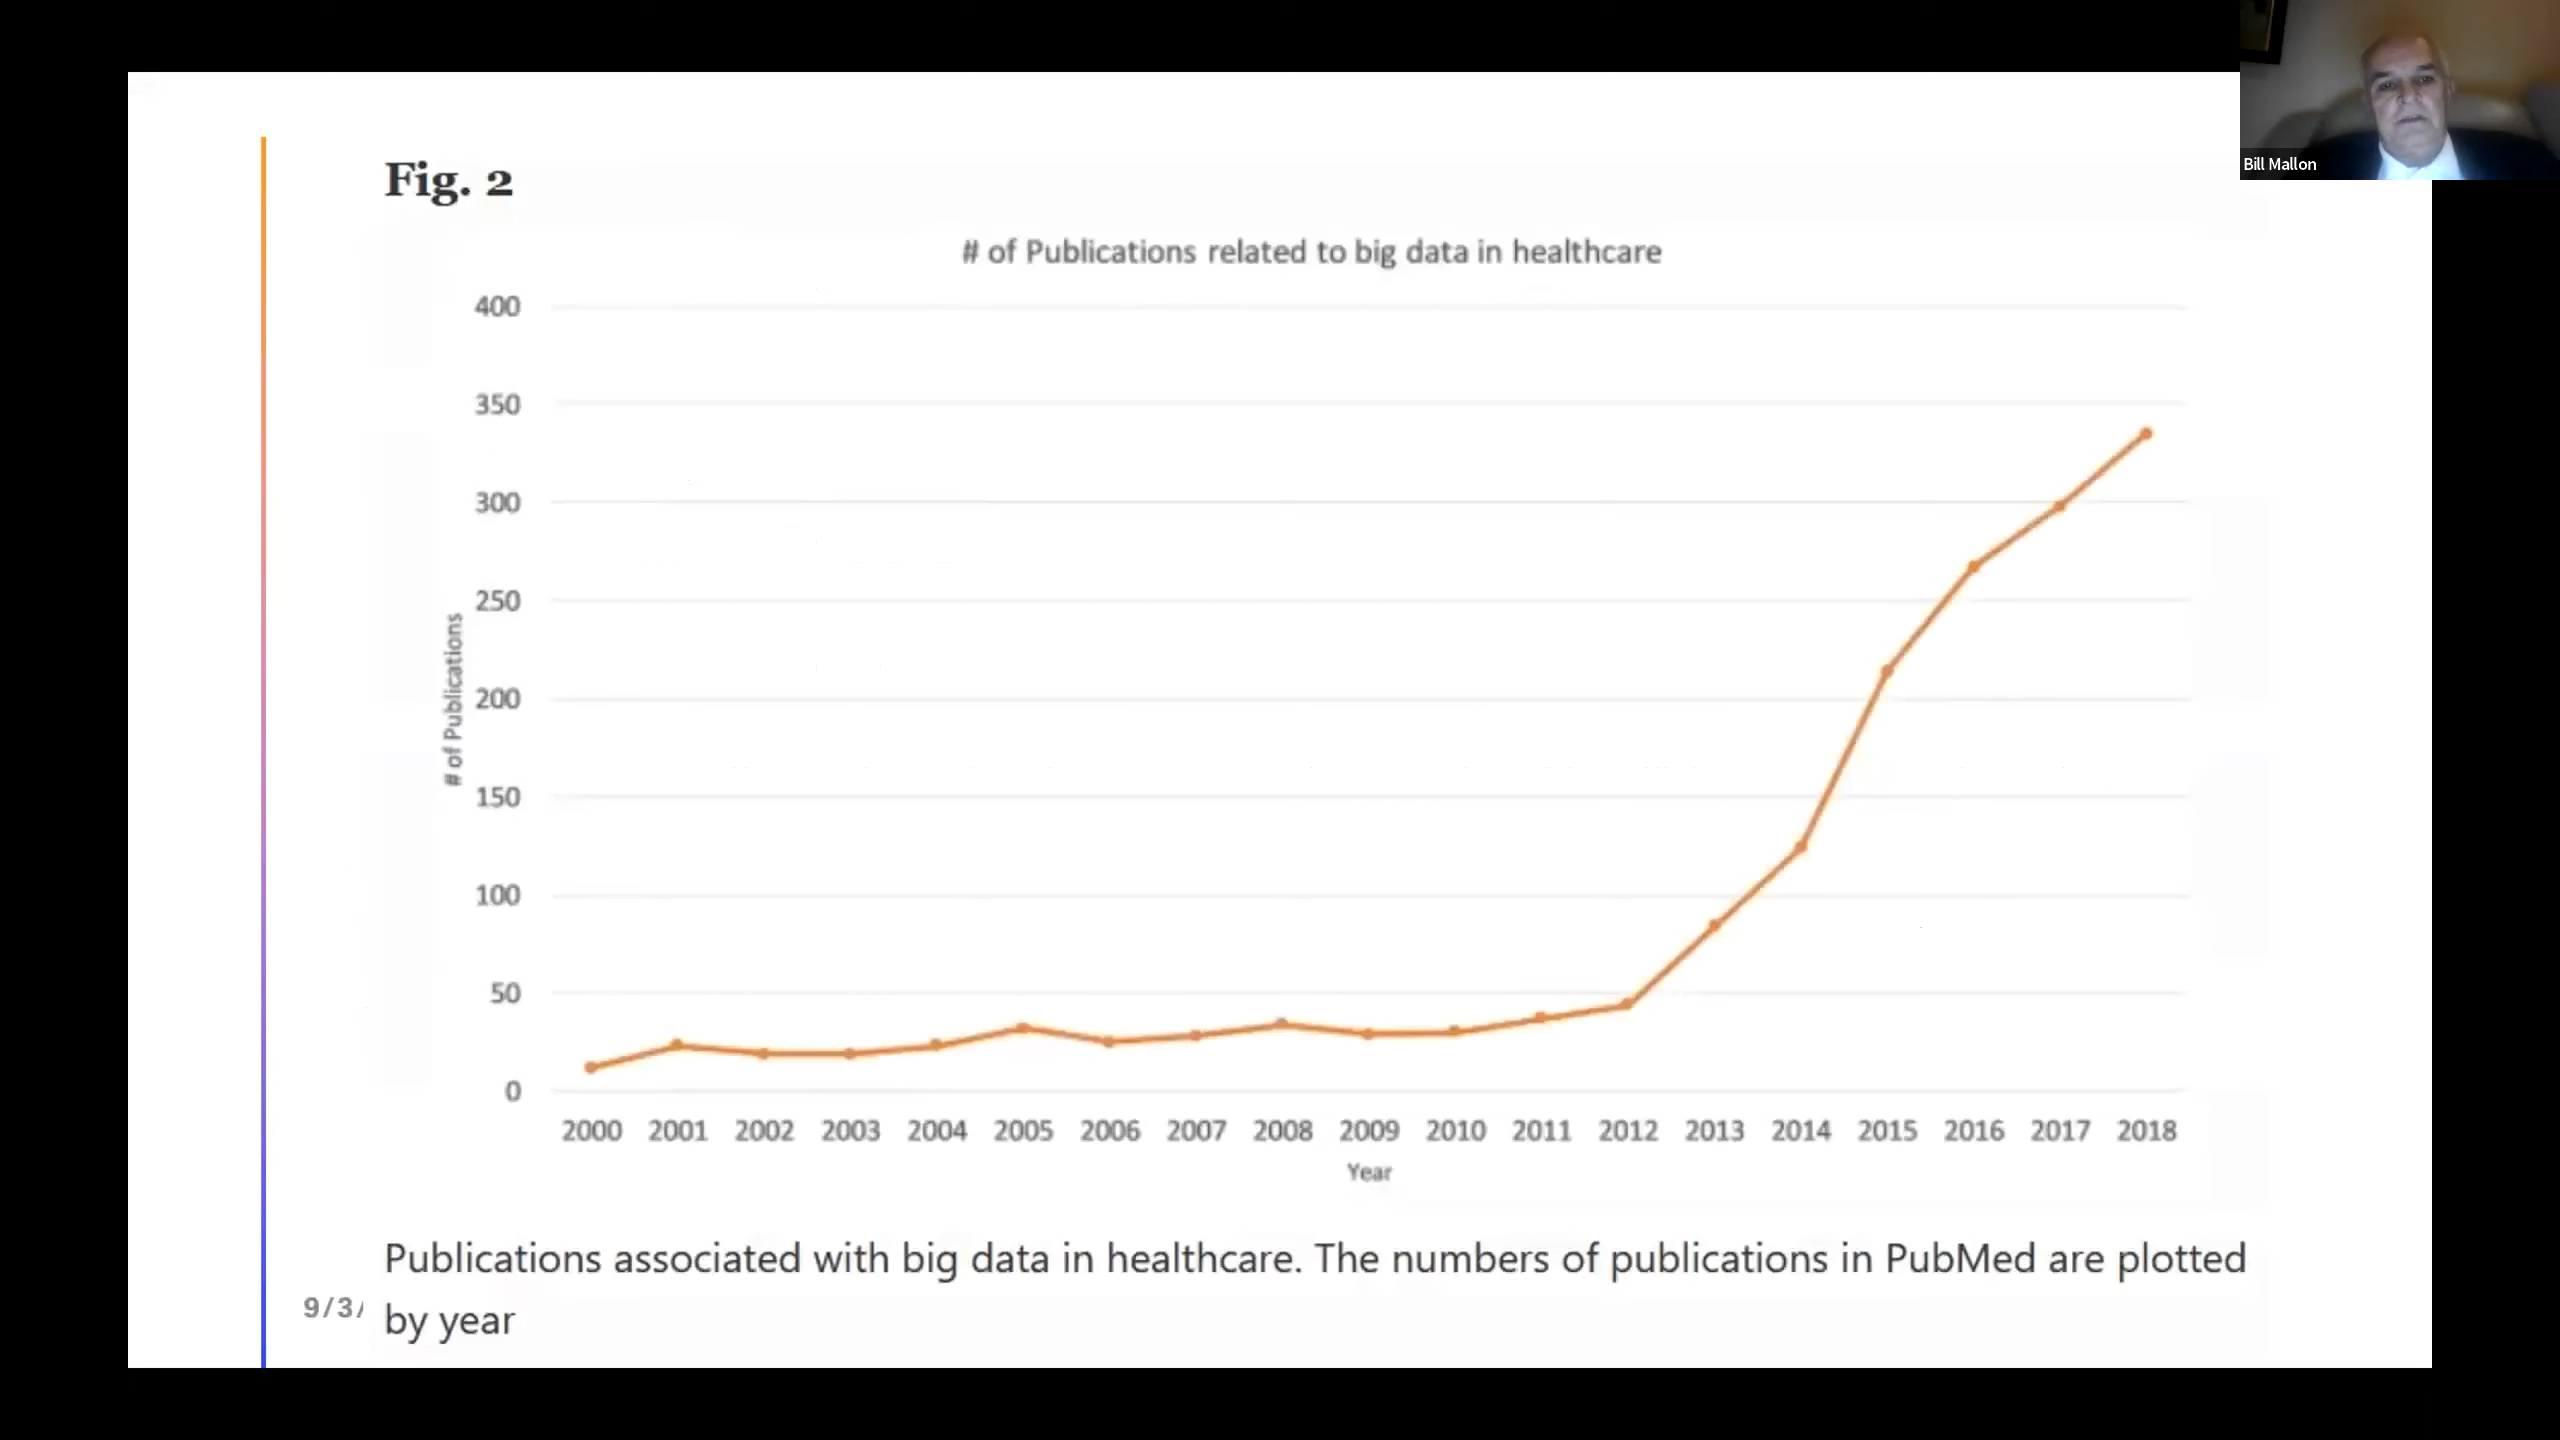 Bill Mallon
Fig. 2
# of Publications related to big data in healthcare
400
350
300
250
200
150
100
50
0
# of Publications
2000 2001 2002 2003 2004 2005 2006 2007 2008 2009 2010 2011 2012 2013 2014 2015 2016 2017 2018
Year
Publications associated with big data in healthcare. The numbers of publications in PubMed are plotted
by year
9/3/